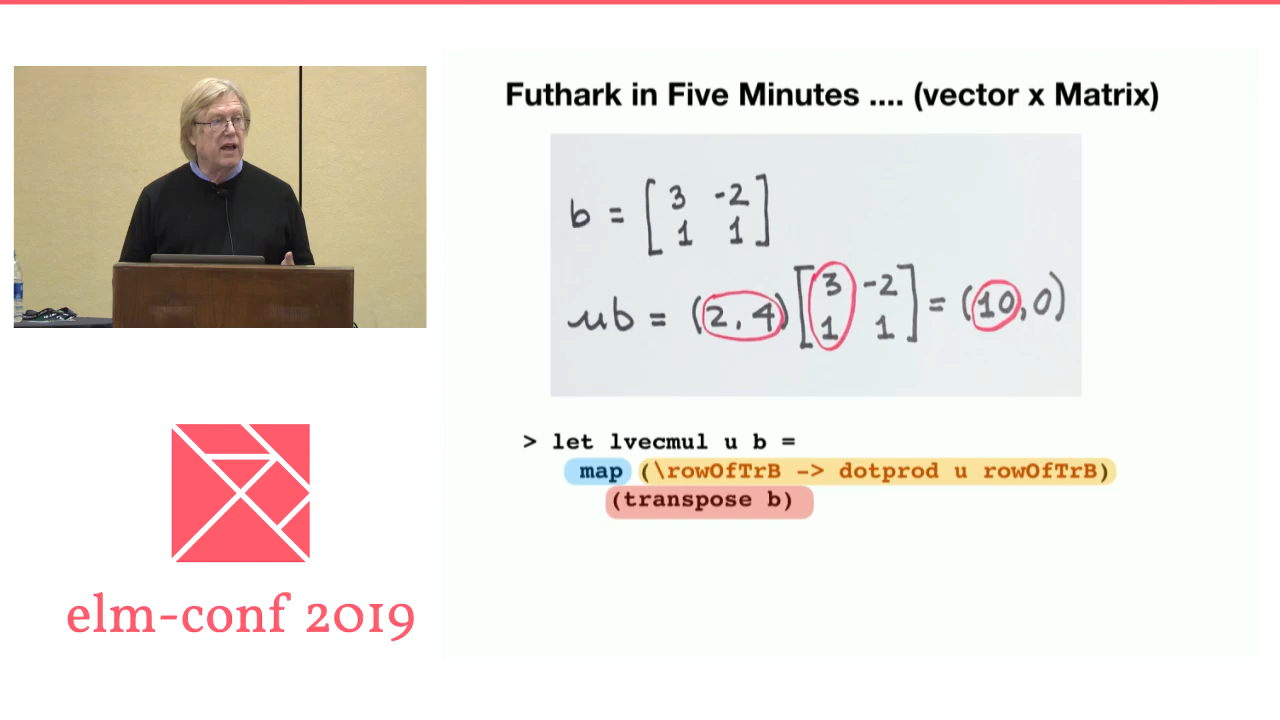 Futhark in Five Minutes .... (vector x Matrix)
b = [ 3 -2
1 1 ]
ub = (2, 4) [ 3 -2
1 1 ] = (10, 0)
> let lvecmul u b =
map (\rowOfTrB -> dotprod u rowOfTrB)
(transpose b)
elm-conf 2019